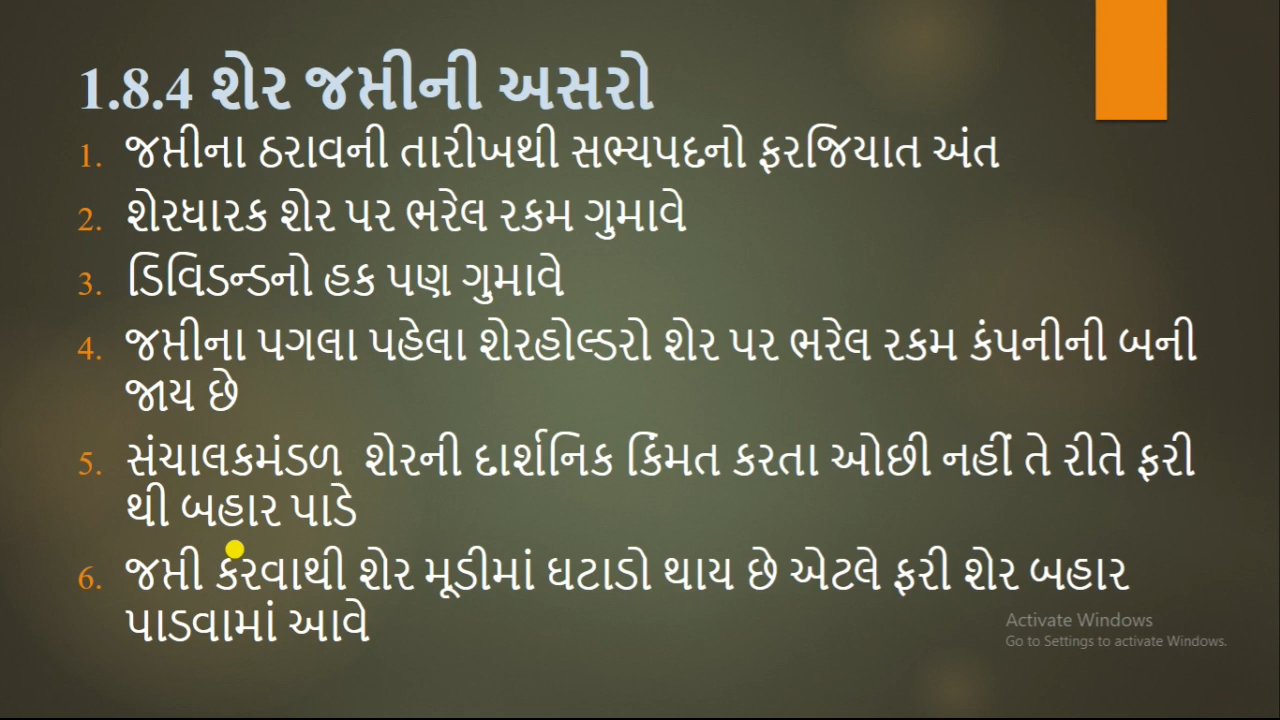 1.8.4 શેર જપ્તીની અસરો
1. જપ્તીના ઠરાવની તારીખથી સભ્યપદનો ફરજિયાત અંત
2. શેરધારક શેર પર ભરેલ રકમ ગુમાવે
3. ડિવિડન્ડનો હક પણ ગુમાવે
4. જપ્તીના પગલા પહેલા શેરહોલ્ડરો શેર પર ભરેલ રકમ કંપનીની બની
જાય છે
5. સંચાલકમંડળ શેરની દાર્શનિક કિંમત કરતા ઓછી નહીં તે રીતે ફરી
થી બહાર પાડે
6. જપ્તી કરવાથી શેર મૂડીમાં ઘટાડો થાય છે એટલે ફરી શેર બહાર
પાડવામાં આવે
Activate Windows
Go to Settings to activate Windows.